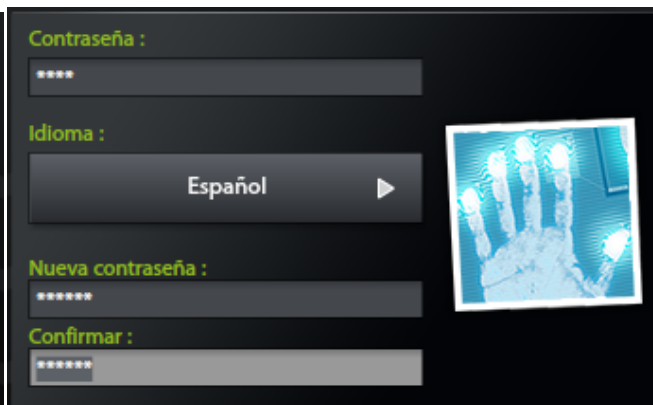 Contraseña :
****
Idioma :
Español
Nueva contraseña :
******
Confirmar :
******